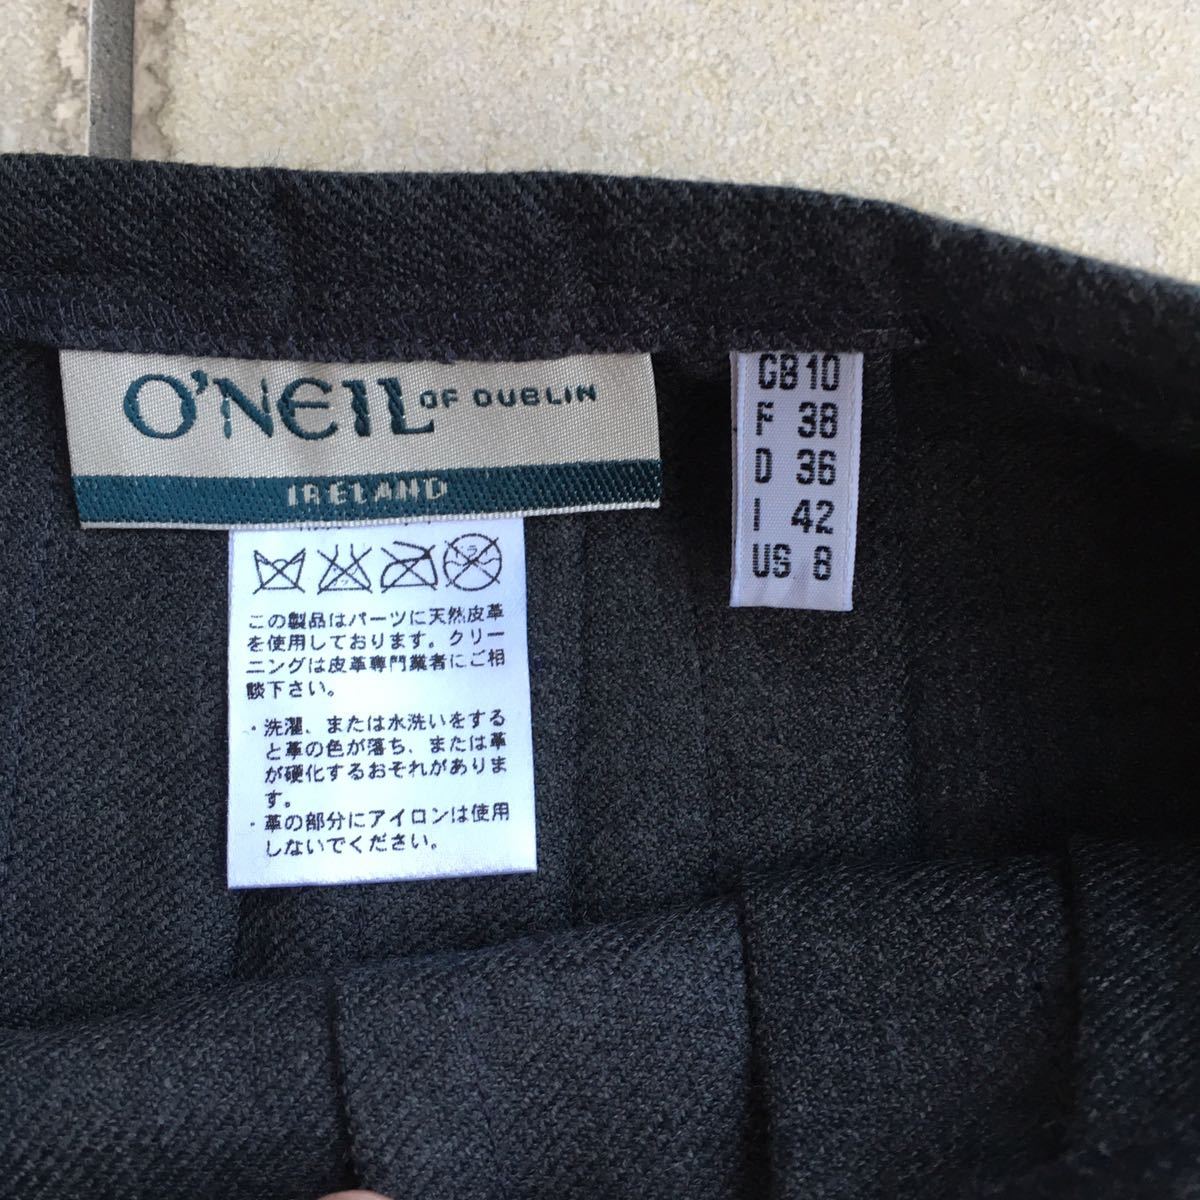 O'NEIL OF DUBLIN
IRELAND
GB 10
F 38
D 36
I 42
US 8
この製品はパーツに天然皮革
を使用しております。クリー
ニングは皮革専門業者にご相
談下さい。
・洗濯、または水洗いをする
と革の色が落ち、または革
が硬化するおそれがありま
す。
・革の部分にアイロンは使用
しないでください。